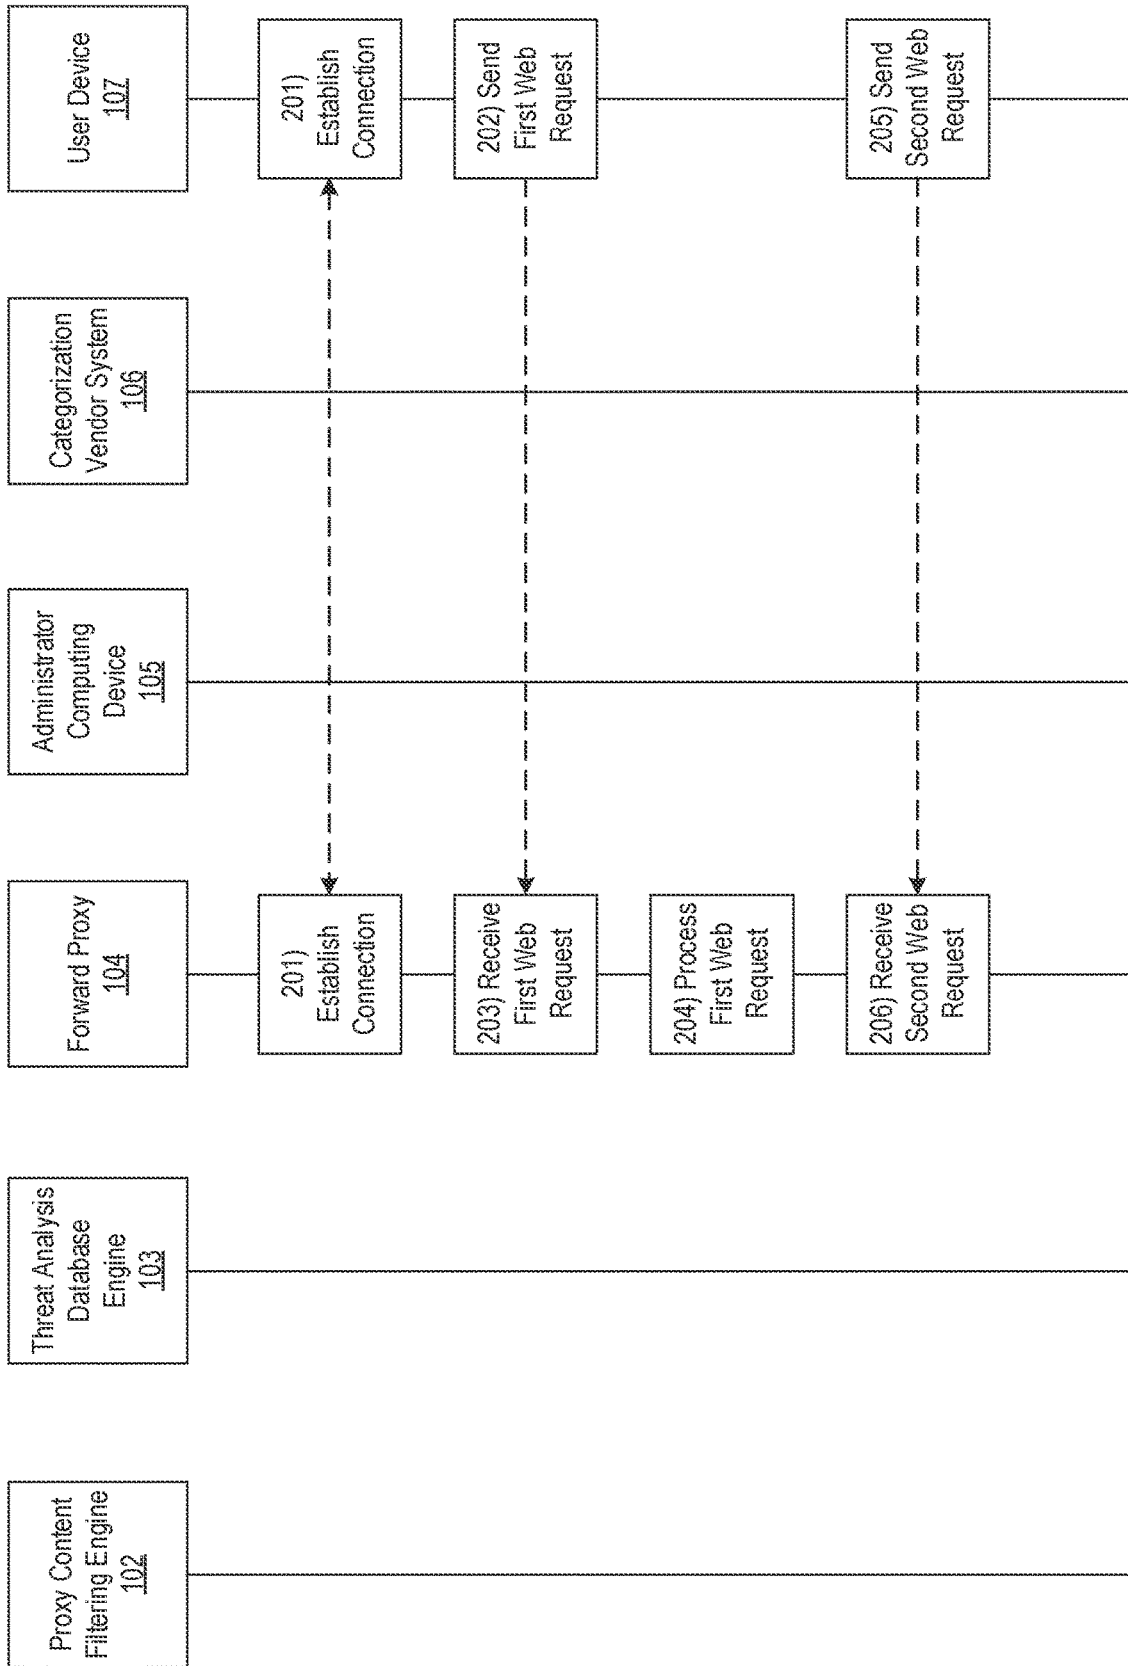 Proxy Content
Filtering Engine
102
Threat Analysis
Database
Engine
103
Forward Proxy
104
Administrator
Computing
Device
105
Categorization
Vendor System
106
User Device
107
201)
Establish
Connection
201)
Establish
Connection
203) Receive
First Web
Request
202) Send
First Web
Request
204) Process
First Web
Request
206) Receive
Second Web
Request
205) Send
Second Web
Request